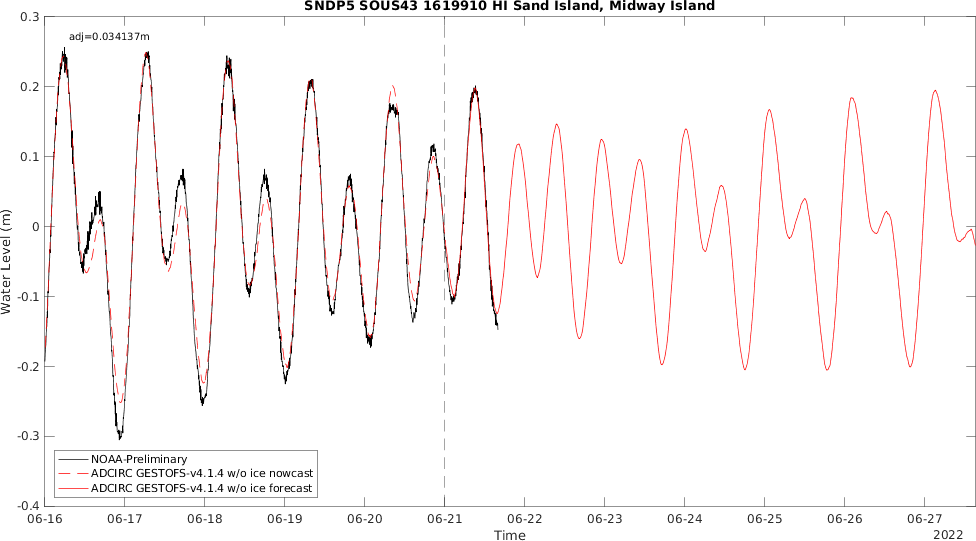 SNDP5 SOUS43 1619910 HI Sand Island, Midway Island
adj=0.034137m
0.3
0.2
0.1
0
-0.1
-0.2
-0.3
-0.4
Water Level (m)
NOAA-Preliminary
ADCIRC GESTOFS-v4.1.4 w/o ice nowcast
ADCIRC GESTOFS-v4.1.4 w/o ice forecast
06-16 06-17 06-18 06-19 06-20 06-21 06-22 06-23 06-24 06-25 06-26 06-27
Time
2022